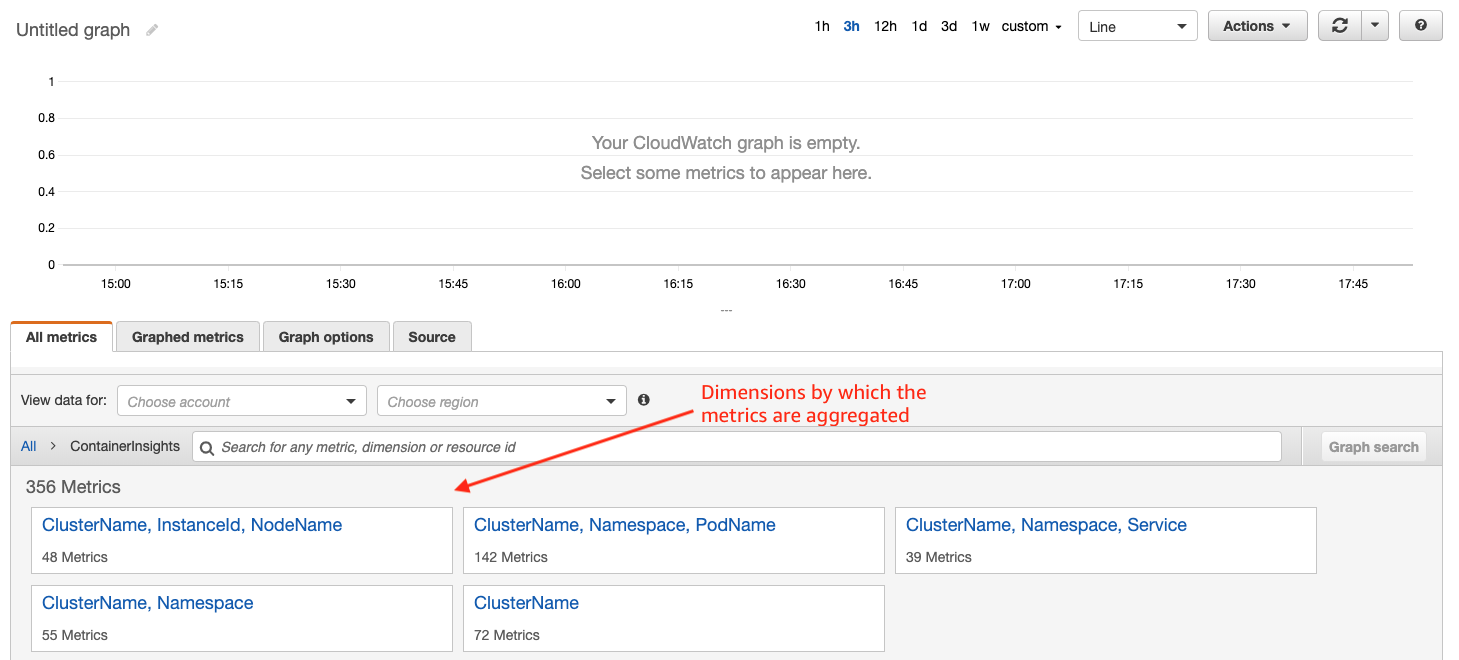 Untitled graph
1h 3h 12h 1d 3d 1w custom
Line
Actions
1
0.8
0.6
0.4
0.2
0
Your CloudWatch graph is empty.
Select some metrics to appear here.
15:00 15:15 15:30 15:45 16:00 16:15 16:30 16:45 17:00 17:15 17:30 17:45
All metrics Graphed metrics Graph options Source
View data for: Choose account Choose region
Dimensions by which the
metrics are aggregated
All > ContainerInsights Search for any metric, dimension or resource id Graph search
356 Metrics
ClusterName, InstanceId, NodeName
48 Metrics
ClusterName, Namespace, PodName
142 Metrics
ClusterName, Namespace, Service
39 Metrics
ClusterName, Namespace
55 Metrics
ClusterName
72 Metrics